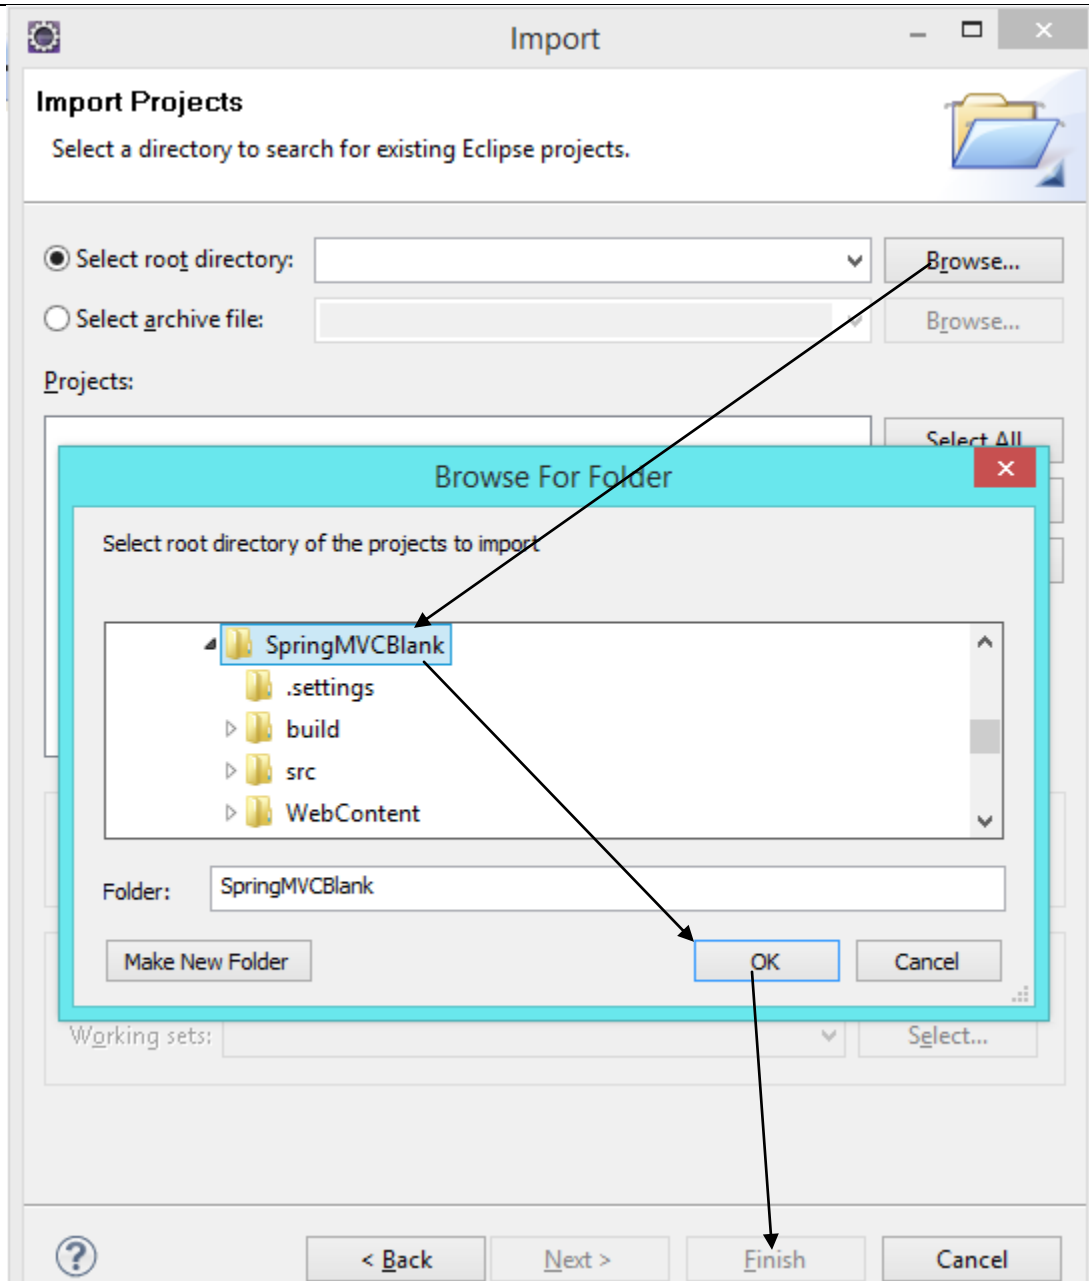 Import
Import Projects
Select a directory to search for existing Eclipse projects.
Select root directory:
Browse...
Select archive file:
Browse...
Projects:
Select All
Browse For Folder
Select root directory of the projects to import
SpringMVCBlank
.settings
build
src
WebContent
Folder: SpringMVCBlank
Make New Folder
OK
Cancel
Working sets:
Select...
< Back
Next >
Finish
Cancel